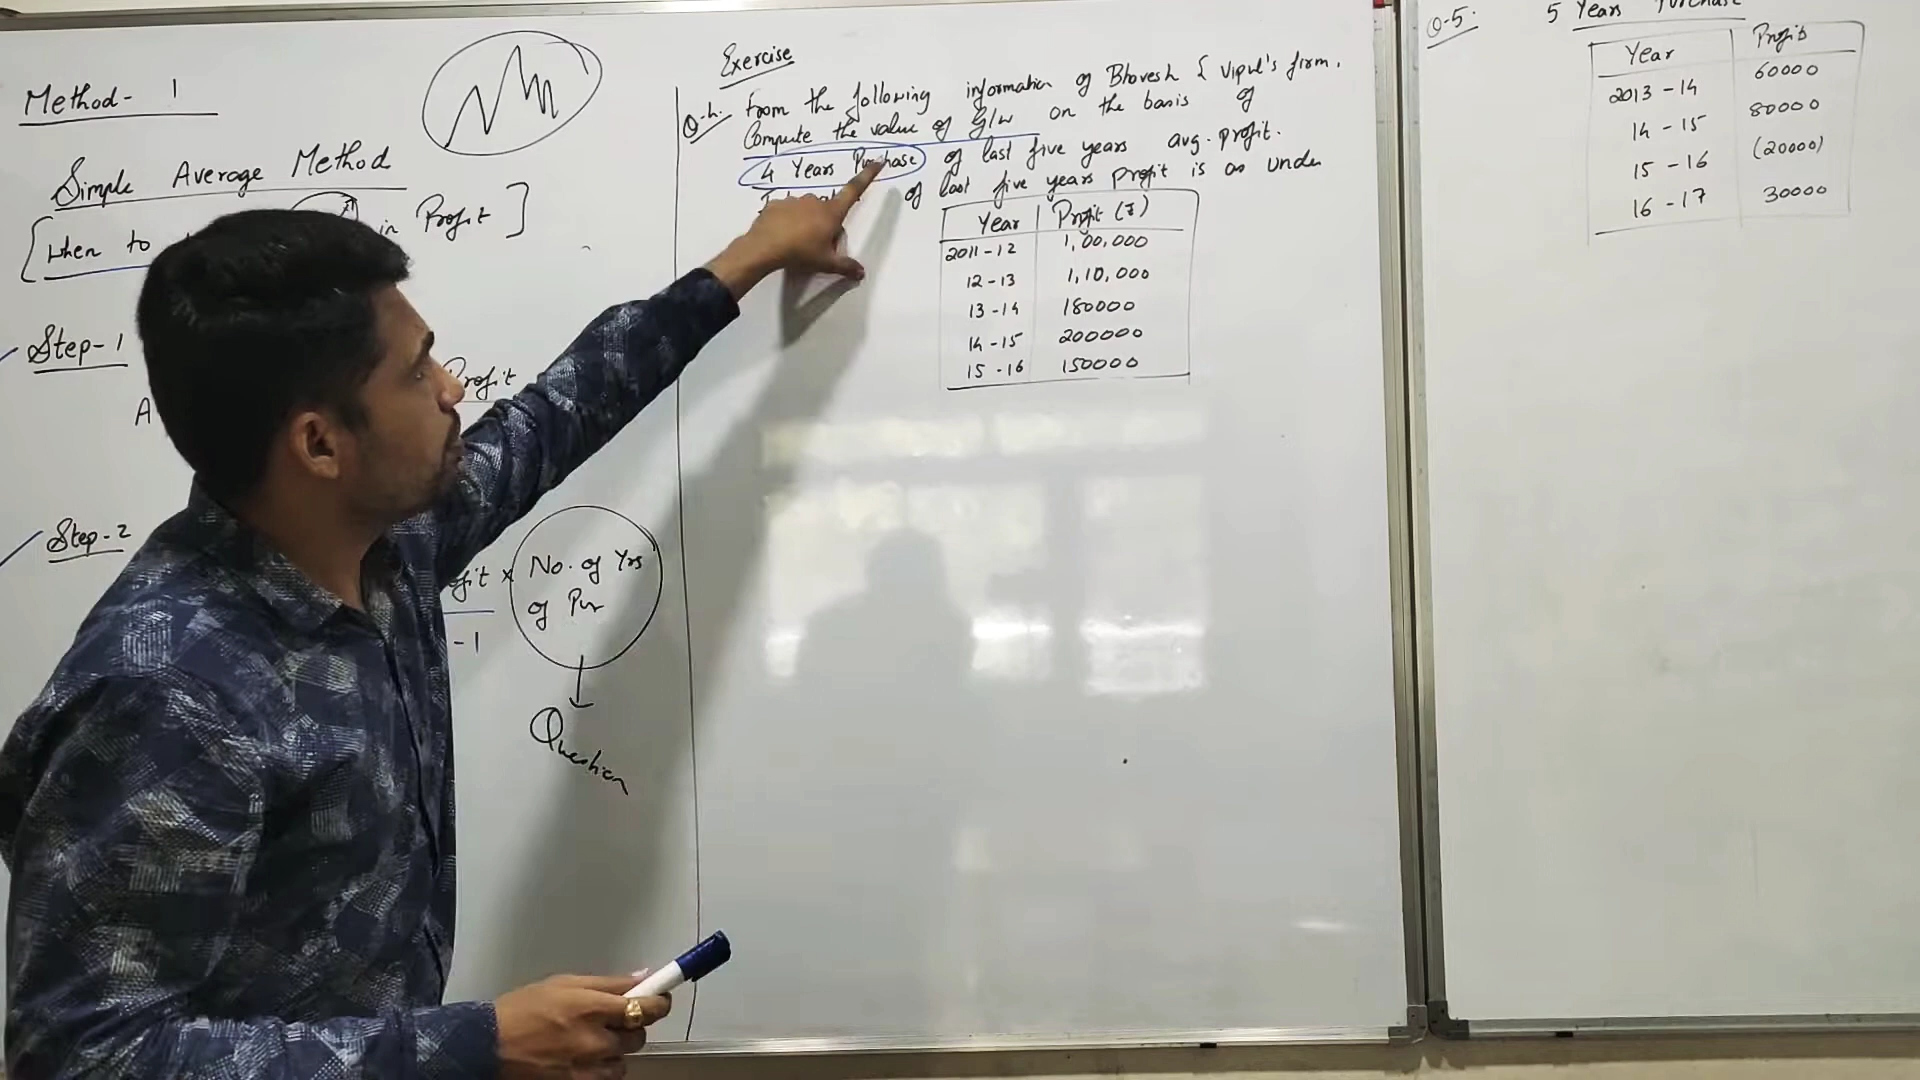 Method- 1
Simple Average Method
[When to in Profit]
Step-1
A Profit
Step-2
ofit × No. of Yrs
of Pur
-1
Question
Exercise
Q-4. From the following information of Bhavesh & Vipul's firm.
Compute the value of G/w on the basis of
4 Years Purchase of last five years avg. profit.
of last five years profit is as under
Year Profit (₹)
2011-12 1,00,000
12-13 1,10,000
13-14 180000
14-15 200000
15-16 150000
Q-5. 5 Years Purchase
Year Profit
2013-14 60000
14-15 80000
15-16 (20000)
16-17 30000